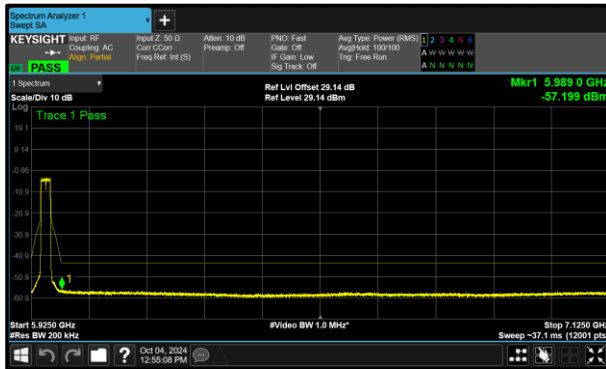 Spectrum Analyzer 1
Swept SA
+
KEYSIGHT
Input: RF
Coupling: AC
Align: Partial
Input Z: 50 Ω
Corr CCorr
Freq Ref: Int (S)
Atten: 10 dB
Preamp: Off
PNO: Fast
Gate: Off
IF Gain: Low
Sig Track: Off
Avg Type: Power (RMS)
Avg|Hold: 100/100
Trig: Free Run
1 2 3 4 5 6
A W W W W W
A N N N N N
LXI PASS
1 Spectrum
Scale/Div 10 dB
Ref Lvl Offset 29.14 dB
Ref Level 29.14 dBm
Mkr1 5.989 0 GHz
-57.199 dBm
Log
Trace 1 Pass
19.1
9.14
-0.86
-10.9
-20.9
-30.9
-40.9
-50.9
-60.9
1
Start 5.9250 GHz
#Res BW 200 kHz
#Video BW 1.0 MHz*
Stop 7.1250 GHz
Sweep ~37.1 ms (12001 pts)
?
Oct 04, 2024
12:55:08 PM